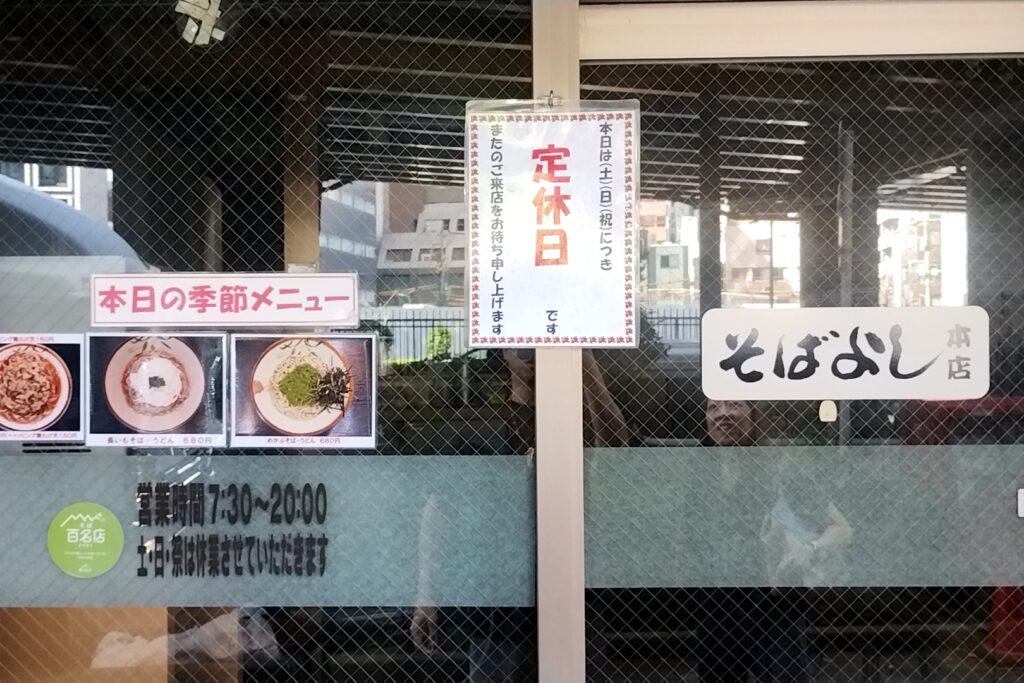 本日は(土)(日)(祝)につき
定休日
です
またのご来店をお待ち申し上げます
本日の季節メニュー
長いもそば・うどん 680円
めかぶそば・うどん 680円
そばよし
本店
営業時間 7:30〜20:00
土・日・祭は休業させていただきます
百名店